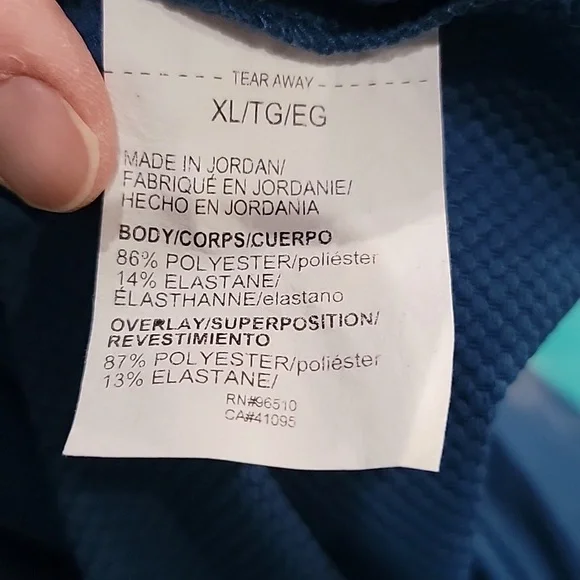 TEAR AWAY
XL/TG/EG
MADE IN JORDAN/
FABRIQUÉ EN JORDANIE/
HECHO EN JORDANIA
BODY/CORPS/CUERPO
86% POLYESTER/poliéster
14% ELASTANE/
ÉLASTHANNE/elastano
OVERLAY/SUPERPOSITION/
REVESTIMIENTO
87% POLYESTER/poliéster
13% ELASTANE/
RN#96510
CA#41095